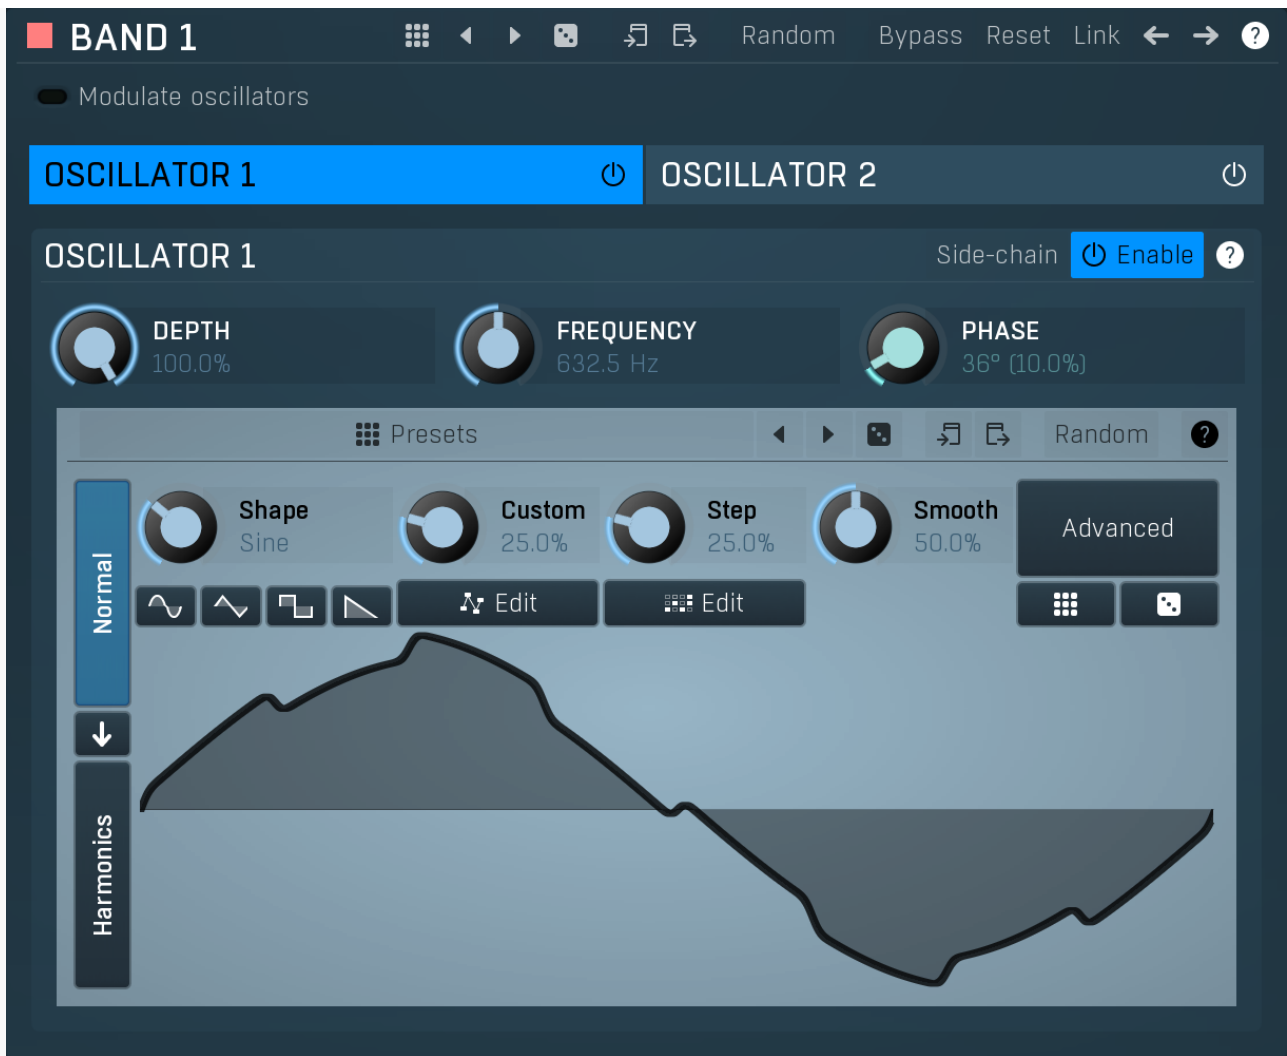 BAND 1 Random Bypass Reset Link ?
Modulate oscillators
OSCILLATOR 1 OSCILLATOR 2
OSCILLATOR 1 Side-chain Enable ?
DEPTH FREQUENCY PHASE
100.0% 632.5 Hz 36° (10.0%)
Presets Random ?
Shape Custom Step Smooth
Sine 25.0% 25.0% 50.0%
Advanced
Normal
Edit Edit
Harmonics